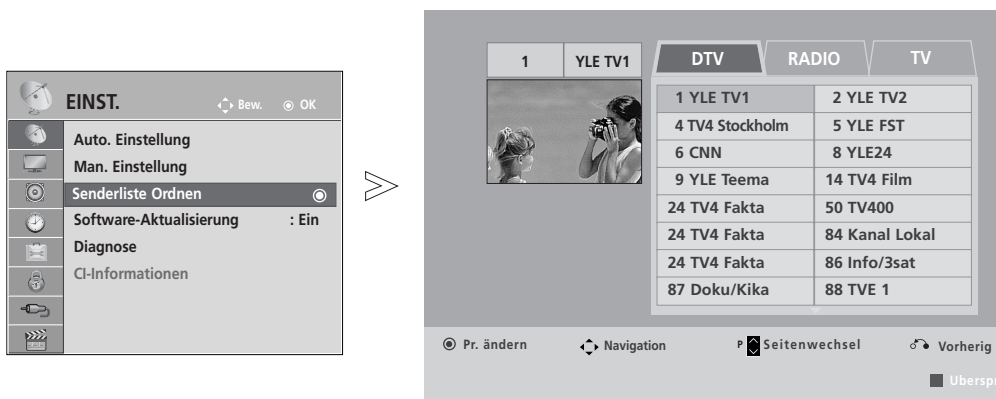 EINST.
Bew.
OK
Auto. Einstellung
Man. Einstellung
Senderliste Ordnen
Software-Aktualisierung : Ein
Diagnose
CI-Informationen
1 YLE TV1
DTV RADIO TV
1 YLE TV1 2 YLE TV2
4 TV4 Stockholm 5 YLE FST
6 CNN 8 YLE24
9 YLE Teema 14 TV4 Film
24 TV4 Fakta 50 TV400
24 TV4 Fakta 84 Kanal Lokal
24 TV4 Fakta 86 Info/3sat
87 Doku/Kika 88 TVE 1
Pr. ändern Navigation P Seitenwechsel Vorherig